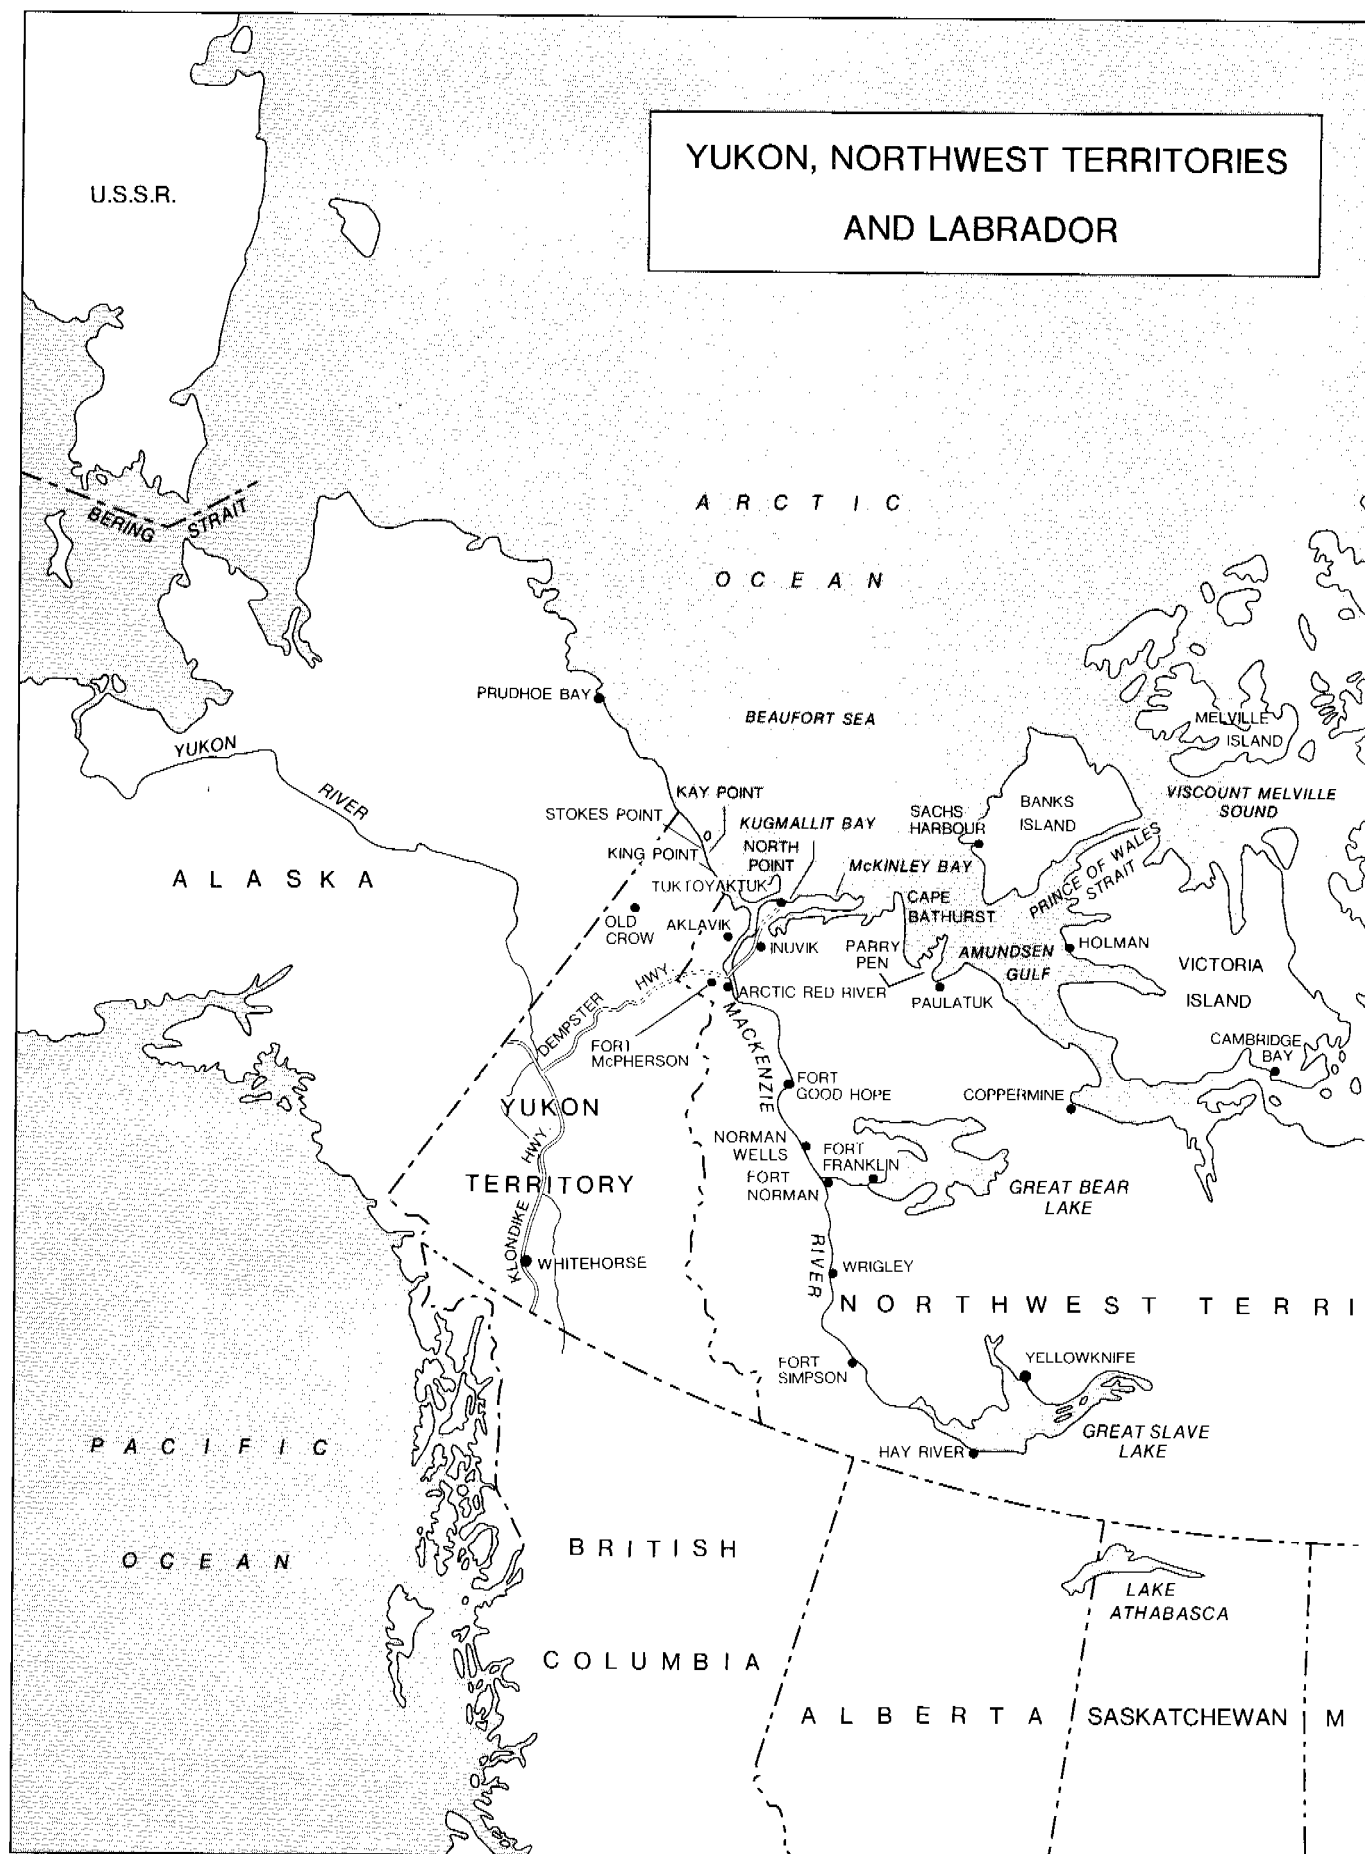 YUKON, NORTHWEST TERRITORIES
AND LABRADOR
U.S.S.R.
BERING STRAIT
ARCTIC
OCEAN
PRUDHOE BAY
BEAUFORT SEA
MELVILLE
ISLAND
YUKON
RIVER
KAY POINT
STOKES POINT
KING POINT
KUGMALLIT BAY
NORTH
POINT
McKINLEY BAY
TUKTOYAKTUK
SACHS
HARBOUR
BANKS
ISLAND
VISCOUNT MELVILLE
SOUND
PRINCE OF WALES
STRAIT
ALASKA
OLD
CROW
AKLAVIK
INUVIK
CAPE
BATHURST
PARRY
PEN
AMUNDSEN
GULF
HOLMAN
VICTORIA
ISLAND
PAULATUK
ARCTIC RED RIVER
DEMPSTER HWY
FORT
McPHERSON
MACKENZIE
RIVER
CAMBRIDGE
BAY
FORT
GOOD HOPE
COPPERMINE
YUKON
TERRITORY
KLONDIKE HWY.
WHITEHORSE
NORMAN
WELLS
FORT
FRANKLIN
FORT
NORMAN
GREAT BEAR
LAKE
WRIGLEY
NORTHWEST TERRI
FORT
SIMPSON
YELLOWKNIFE
GREAT SLAVE
LAKE
HAY RIVER
PACIFIC
OCEAN
BRITISH
COLUMBIA
LAKE
ATHABASCA
ALBERTA
SASKATCHEWAN
M